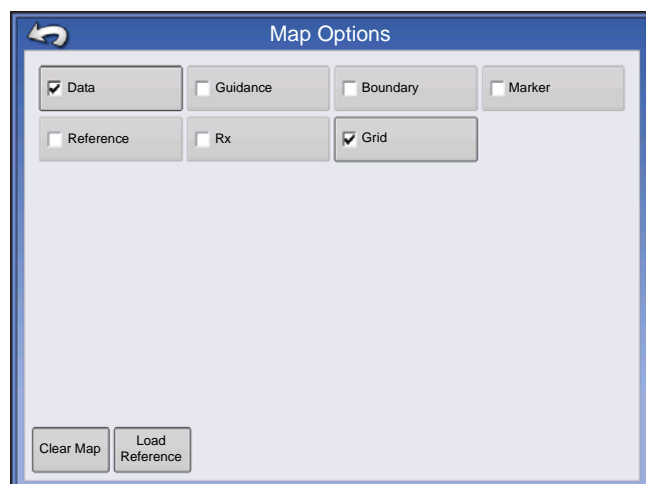 Map Options
Data
Guidance
Boundary
Marker
Reference
Rx
Grid
Clear Map
Load
Reference